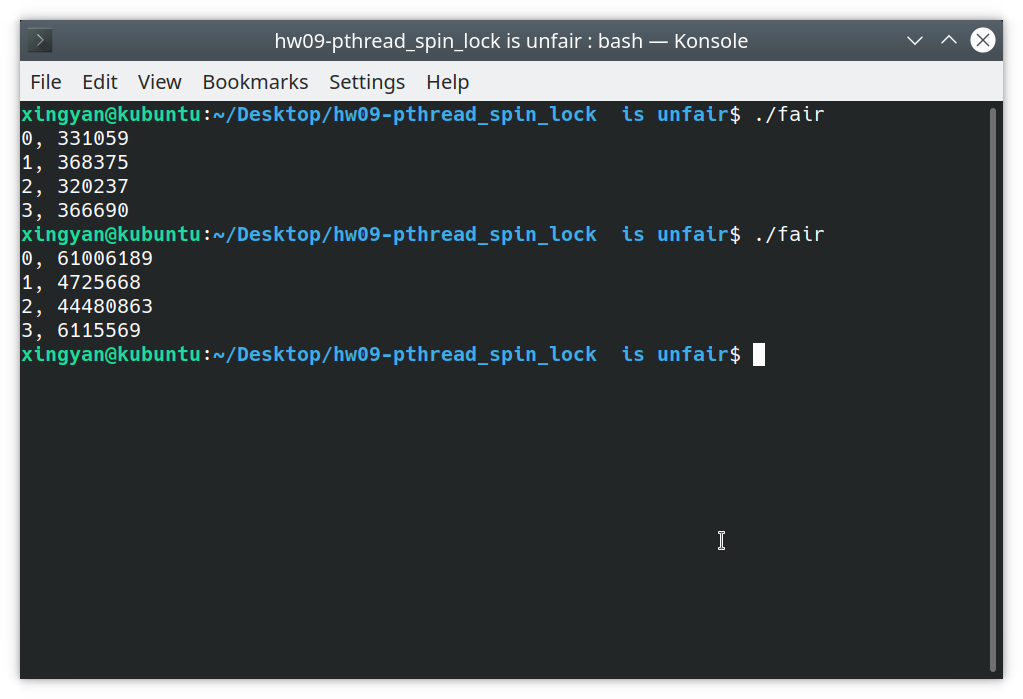 hw09-pthread_spin_lock is unfair : bash — Konsole
File Edit View Bookmarks Settings Help
xingyan@kubuntu:~/Desktop/hw09-pthread_spin_lock  is unfair$ ./fair
0, 331059
1, 368375
2, 320237
3, 366690
xingyan@kubuntu:~/Desktop/hw09-pthread_spin_lock  is unfair$ ./fair
0, 61006189
1, 4725668
2, 44480863
3, 6115569
xingyan@kubuntu:~/Desktop/hw09-pthread_spin_lock  is unfair$